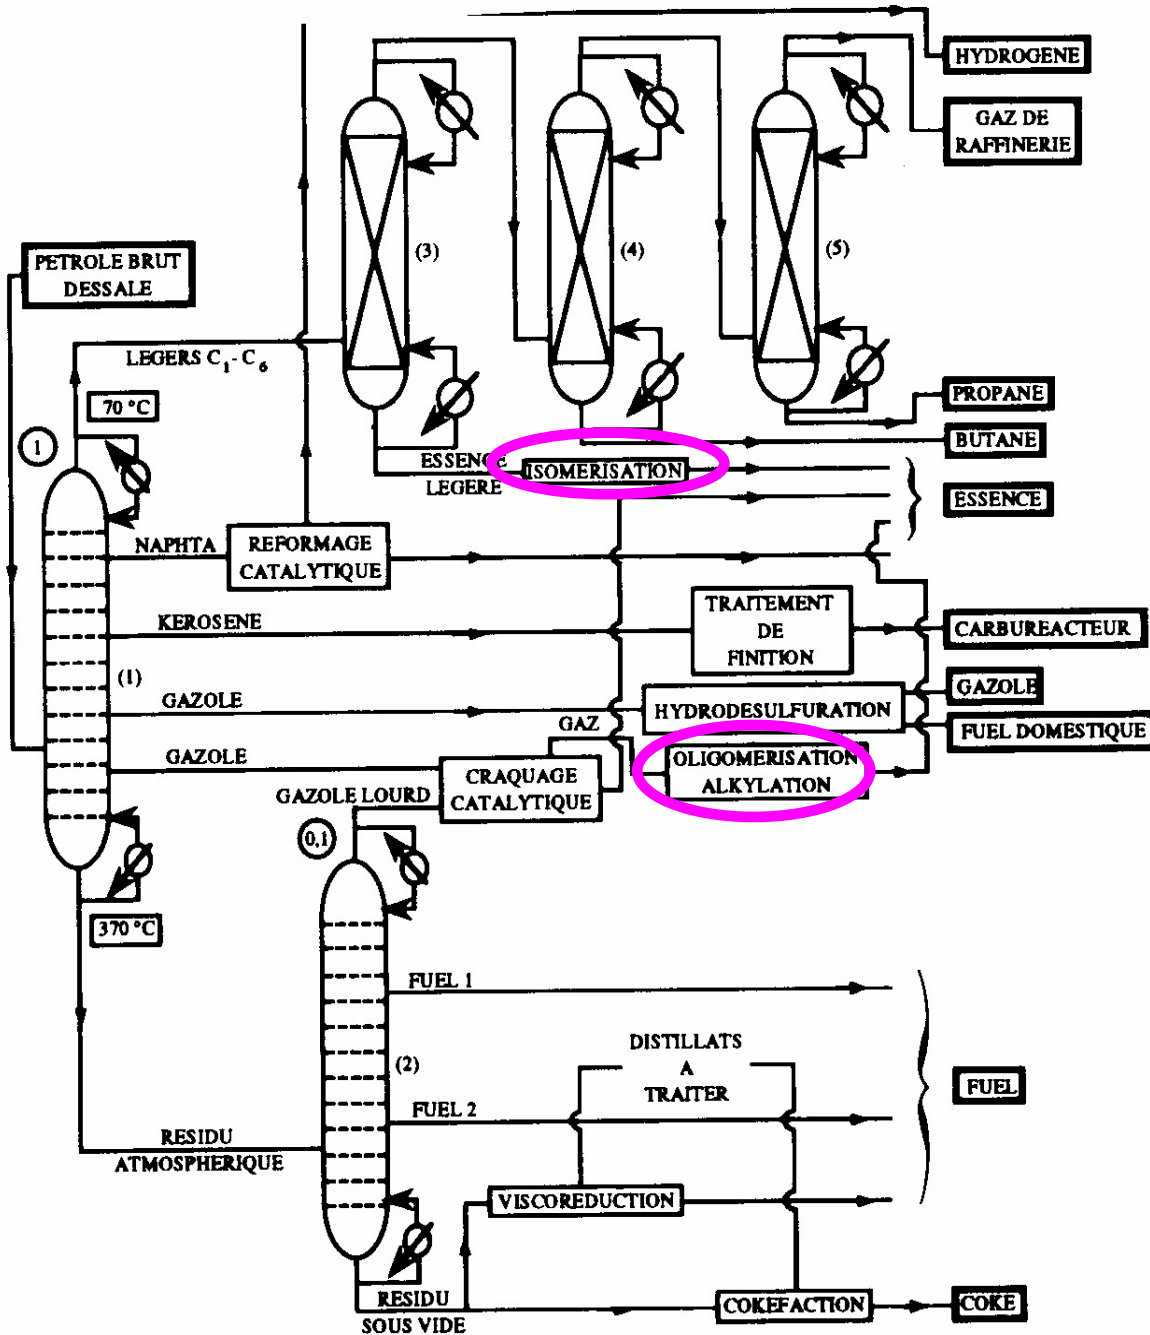 HYDROGENE
GAZ DE
RAFFINERIE
(3)
(4)
(5)
PETROLE BRUT
DESSALE
LEGERS C1 - C6
70 °C
1
PROPANE
BUTANE
ESSENCE
LEGERE
ISOMERISATION
ESSENCE
NAPHTA
REFORMAGE
CATALYTIQUE
KEROSENE
TRAITEMENT
DE
FINITION
CARBUREACTEUR
(1)
GAZOLE
HYDRODESULFURATION
GAZOLE
FUEL DOMESTIQUE
GAZ
GAZOLE
CRAQUAGE
CATALYTIQUE
OLIGOMERISATION
ALKYLATION
GAZOLE LOURD
0,1
370 °C
FUEL 1
DISTILLATS
A
TRAITER
(2)
FUEL 2
FUEL
RESIDU
ATMOSPHERIQUE
VISCOREDUCTION
RESIDU
SOUS VIDE
COKEFACTION
COKE